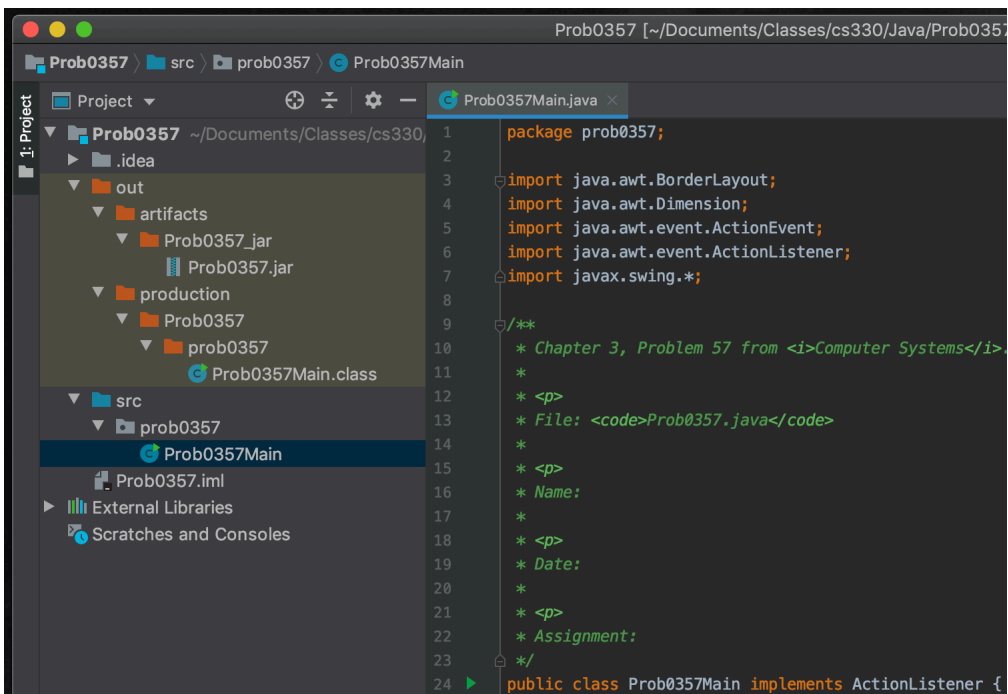 Prob0357 [~/Documents/Classes/cs330/Java/Prob0357
Prob0357 src prob0357 Prob0357Main
1: Project
Project
Prob0357 ~/Documents/Classes/cs330/
.idea
out
artifacts
Prob0357_jar
Prob0357.jar
production
Prob0357
prob0357
Prob0357Main.class
src
prob0357
Prob0357Main
Prob0357.iml
External Libraries
Scratches and Consoles
Prob0357Main.java
1 package prob0357;
2
3 import java.awt.BorderLayout;
4 import java.awt.Dimension;
5 import java.awt.event.ActionEvent;
6 import java.awt.event.ActionListener;
7 import javax.swing.*;
8
9 /**
10 * Chapter 3, Problem 57 from <i>Computer Systems</i>.
11 *
12 * <p>
13 * File: <code>Prob0357.java</code>
14 *
15 * <p>
16 * Name:
17 *
18 * <p>
19 * Date:
20 *
21 * <p>
22 * Assignment:
23 */
24 public class Prob0357Main implements ActionListener {